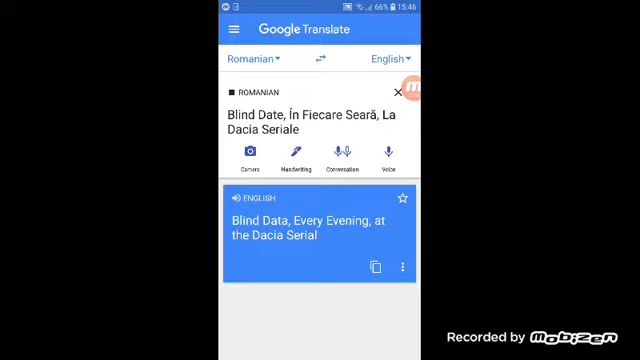 66% 15:46
Google Translate
Romanian English
ROMANIAN
Blind Date, Ín Fiecare Seară, La
Dacia Seriale
Camera Handwriting Conversation Voice
ENGLISH
Blind Data, Every Evening, at
the Dacia Serial
Recorded by mobizen